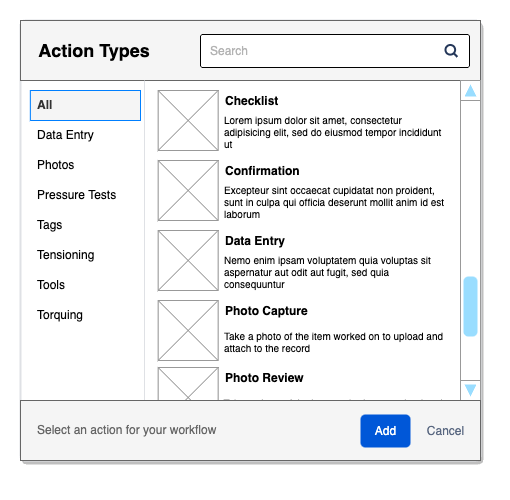 Action Types
Search
All
Data Entry
Photos
Pressure Tests
Tags
Tensioning
Tools
Torquing
Checklist
Lorem ipsum dolor sit amet, consectetur
adipisicing elit, sed do eiusmod tempor incididunt
ut
Confirmation
Excepteur sint occaecat cupidatat non proident,
sunt in culpa qui officia deserunt mollit anim id est
laborum
Data Entry
Nemo enim ipsam voluptatem quia voluptas sit
aspernatur aut odit aut fugit, sed quia
consequuntur
Photo Capture
Take a photo of the item worked on to upload and
attach to the record
Photo Review
Select an action for your workflow
Add
Cancel